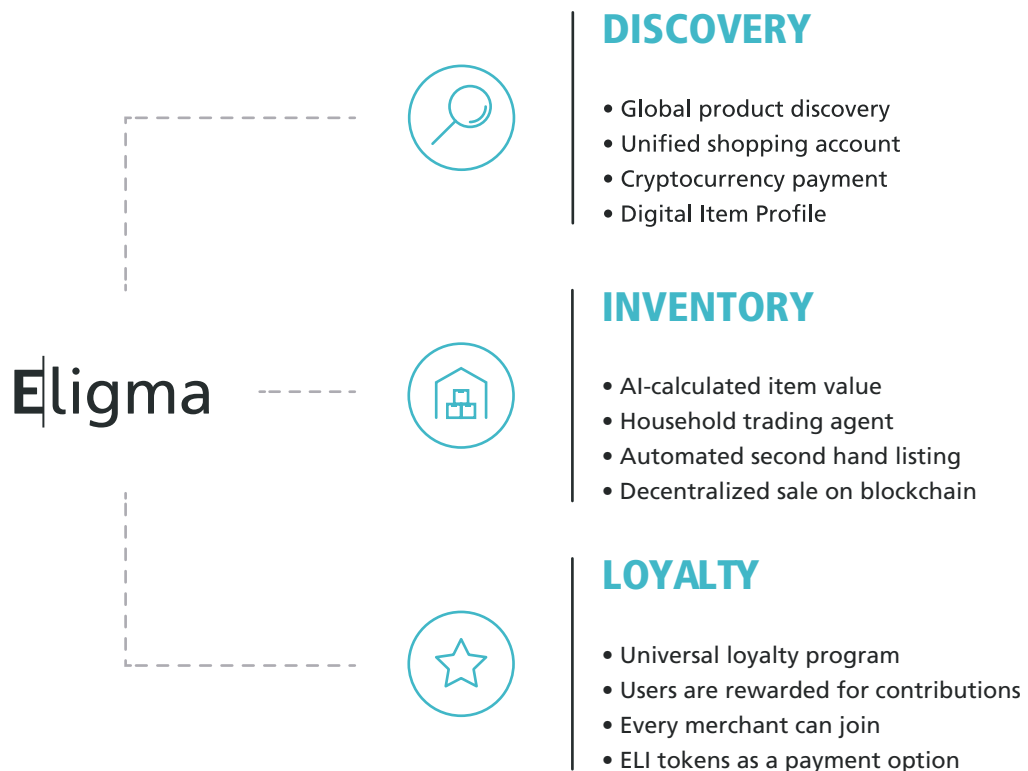 DISCOVERY
• Global product discovery
• Unified shopping account
• Cryptocurrency payment
• Digital Item Profile
INVENTORY
Eligma
• AI-calculated item value
• Household trading agent
• Automated second hand listing
• Decentralized sale on blockchain
LOYALTY
• Universal loyalty program
• Users are rewarded for contributions
• Every merchant can join
• ELI tokens as a payment option